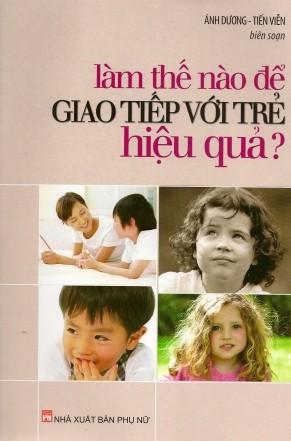 ÁNH DƯƠNG - TIẾN VIỄN
biên soạn
làm thế nào để
GIAO TIẾP VỚI TRẺ
hiệu quả?
NHÀ XUẤT BẢN PHỤ NỮ